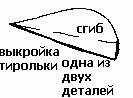 сгиб
выкройка
тирольки
одна из
двух
деталей